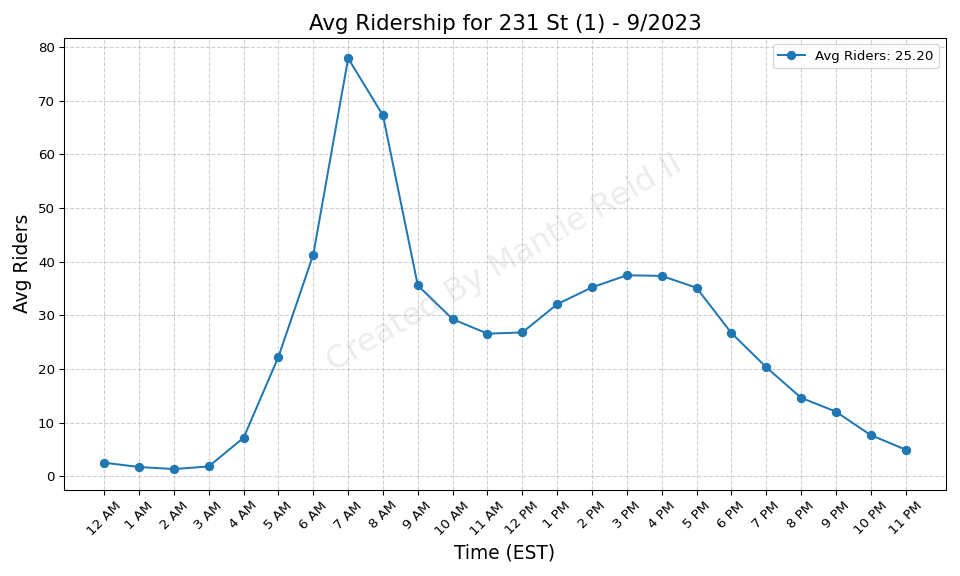 Avg Ridership for 231 St (1) - 9/2023
Avg Riders: 25.20
80
70
60
50
40
30
20
10
0
Avg Riders
Created By Mantie Reid II
12 AM
1 AM
2 AM
3 AM
4 AM
5 AM
6 AM
7 AM
8 AM
9 AM
10 AM
11 AM
12 PM
1 PM
2 PM
3 PM
4 PM
5 PM
6 PM
7 PM
8 PM
9 PM
10 PM
11 PM
Time (EST)